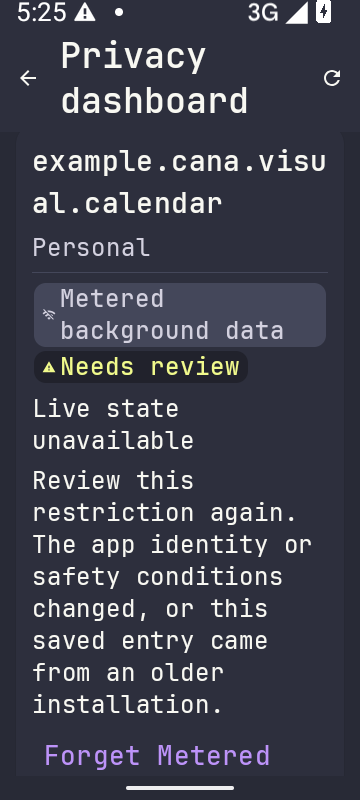 5:25
3G
Privacy
dashboard
example.cana.visu
al.calendar
Personal
Metered
background data
Needs review
Live state
unavailable
Review this
restriction again.
The app identity or
safety conditions
changed, or this
saved entry came
from an older
installation.
Forget Metered